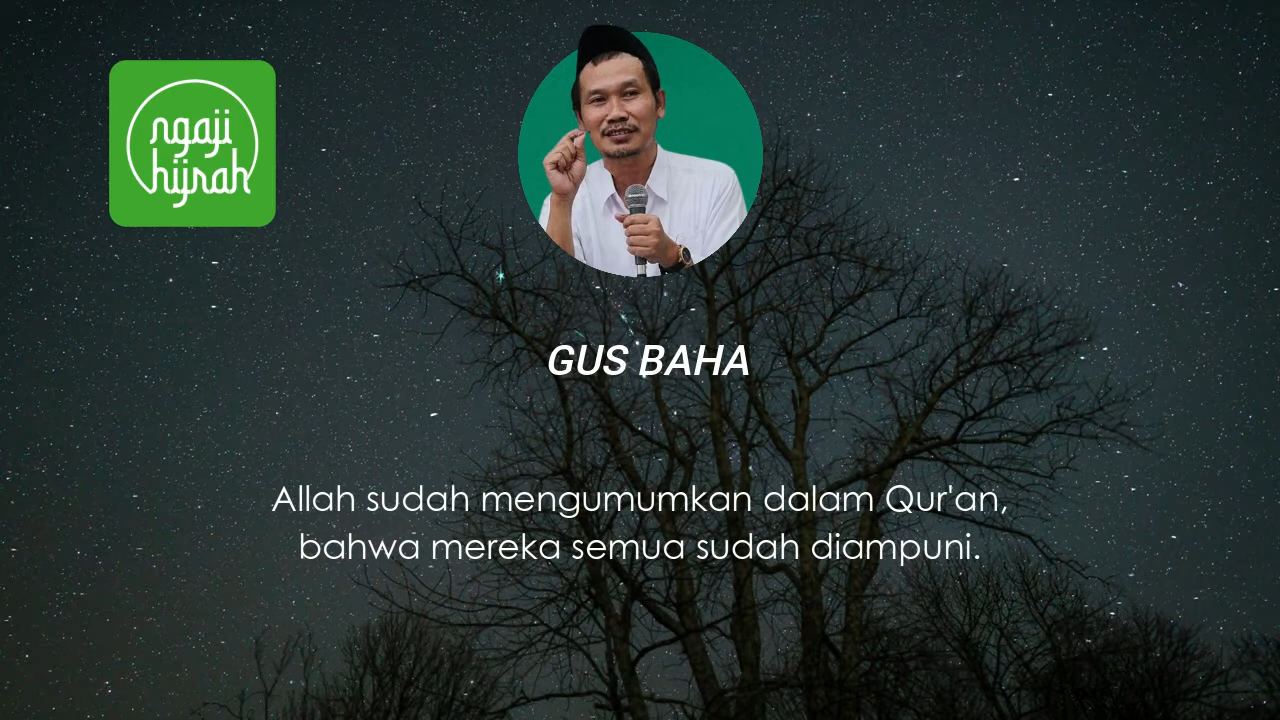 ngaji
hijrah
GUS BAHA
Allah sudah mengumumkan dalam Qur'an,
bahwa mereka semua sudah diampuni.